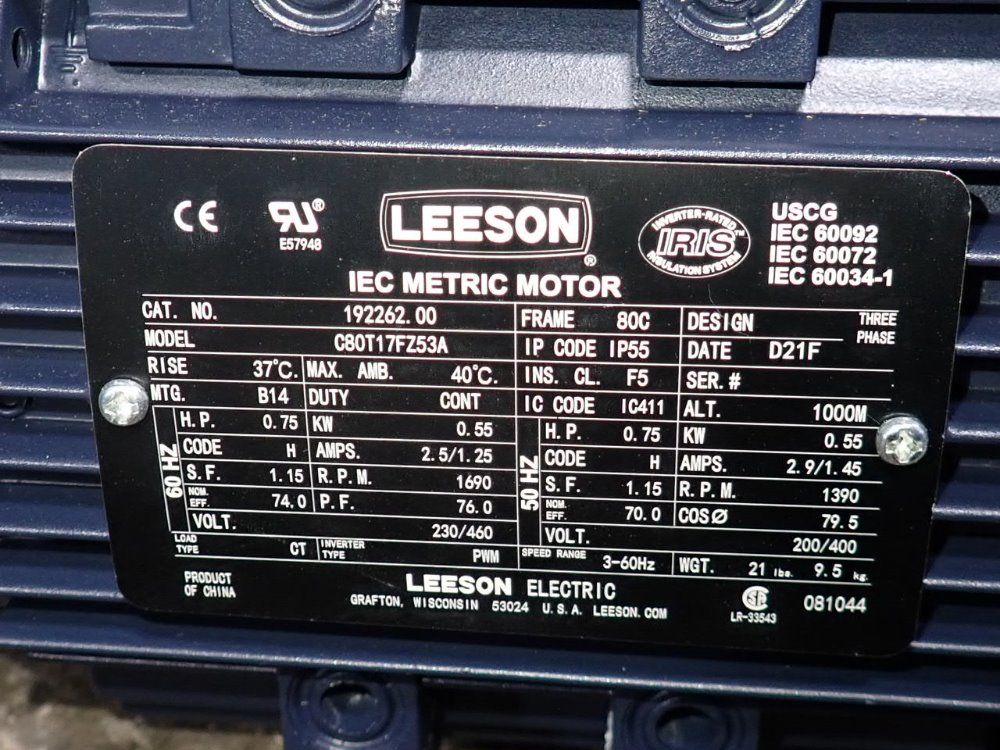 CE
RU®
E57948
LEESON®
INVERTER-RATED
IRIS
INSULATION SYSTEM
USCG
IEC 60092
IEC 60072
IEC 60034-1
IEC METRIC MOTOR
CAT. NO. 192262.00 FRAME 80C DESIGN THREE PHASE
MODEL C80T17FZ53A IP CODE IP55 DATE D21F
RISE 37°C. MAX. AMB. 40°C. INS. CL. F5 SER.#
MTG. B14 DUTY CONT IC CODE IC411 ALT. 1000M
60 HZ
H.P. 0.75 KW 0.55
CODE H AMPS. 2.5/1.25
S.F. 1.15 R.P.M. 1690
NOM. EFF. 74.0 P.F. 76.0
VOLT. 230/460
50 HZ
H.P. 0.75 KW 0.55
CODE H AMPS. 2.9/1.45
S.F. 1.15 R.P.M. 1390
NOM. EFF. 70.0 COSØ 79.5
VOLT. 200/400
LOAD TYPE CT INVERTER TYPE PWM SPEED RANGE 3-60Hz WGT. 21 lbs. 9.5 kg.
PRODUCT
OF CHINA
LEESON ELECTRIC
GRAFTON, WISCONSIN 53024 U.S.A. LEESON.COM
SA
LR-33543
081044